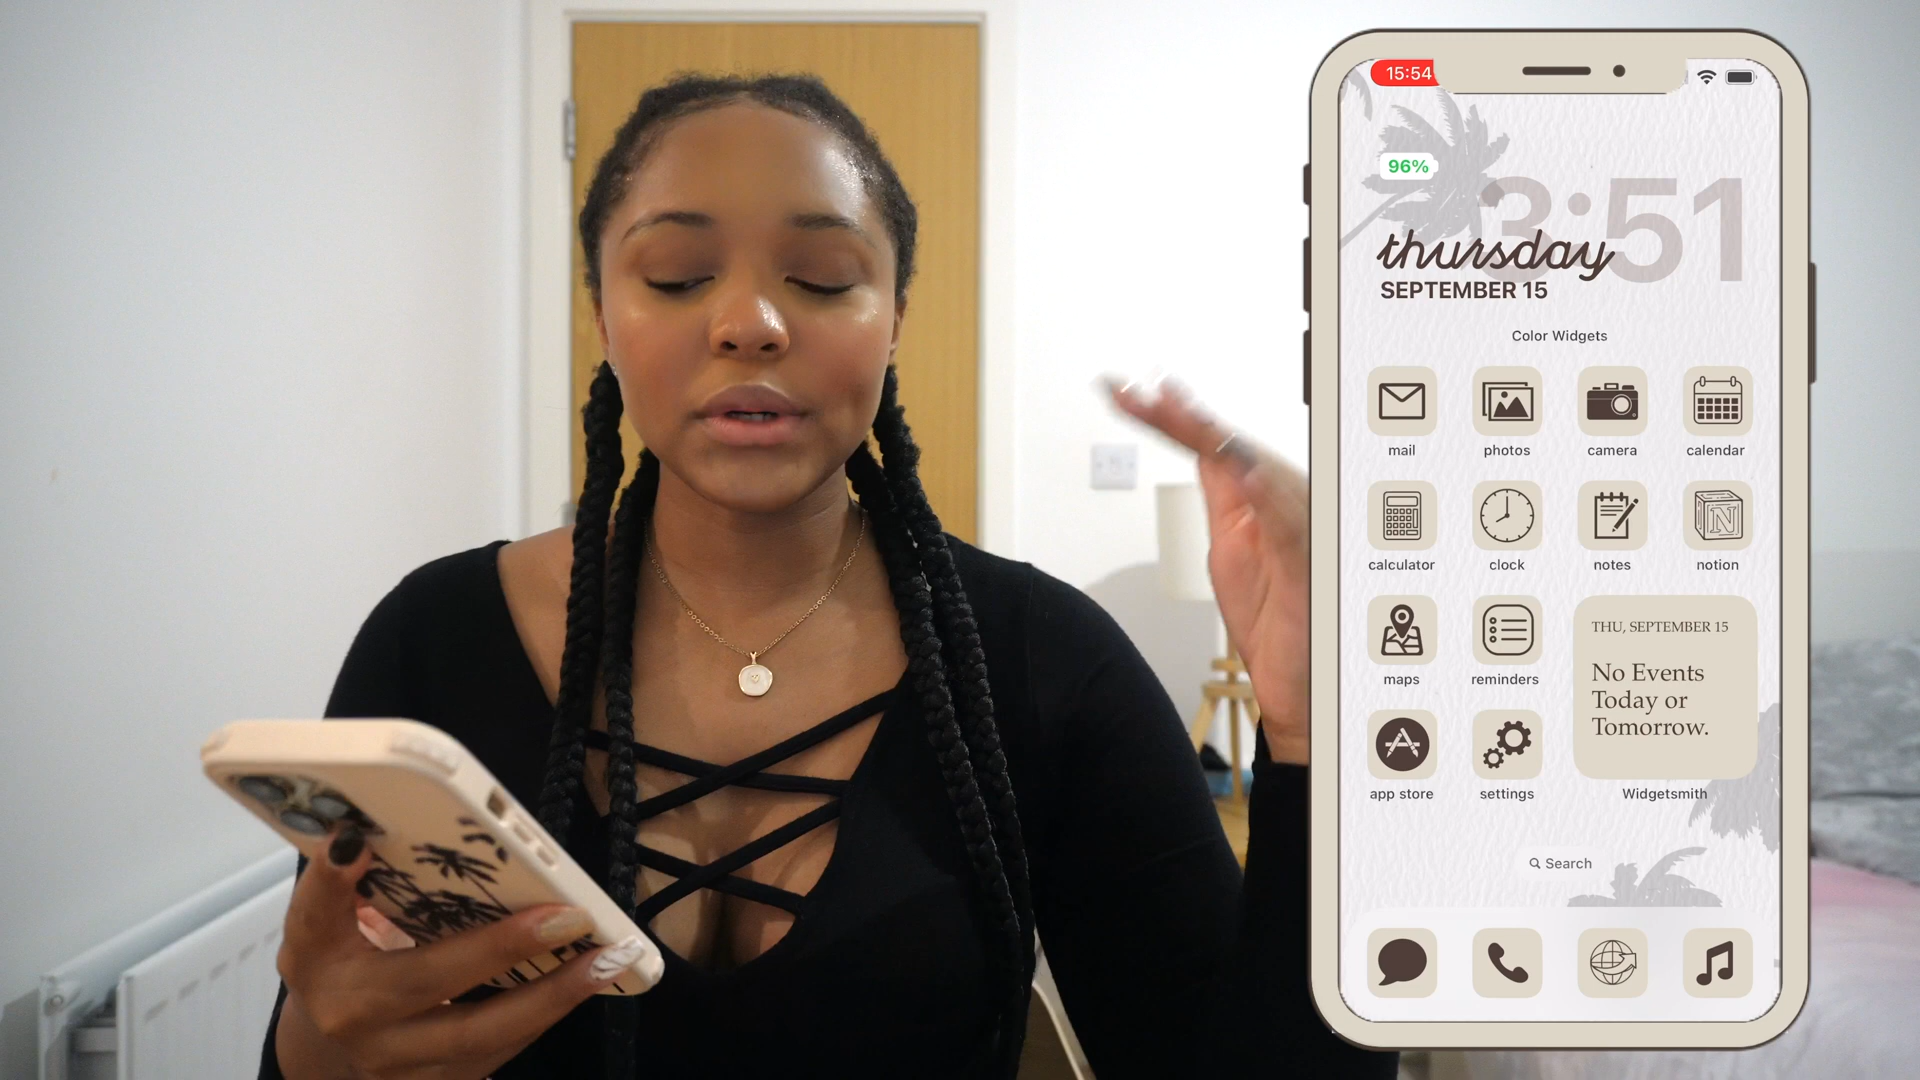 15:54
96%
3:51
thursday
SEPTEMBER 15
Color Widgets
mail photos camera calendar
calculator clock notes notion
N
maps reminders
THU, SEPTEMBER 15
No Events
Today or
Tomorrow.
app store settings Widgetsmith
Search